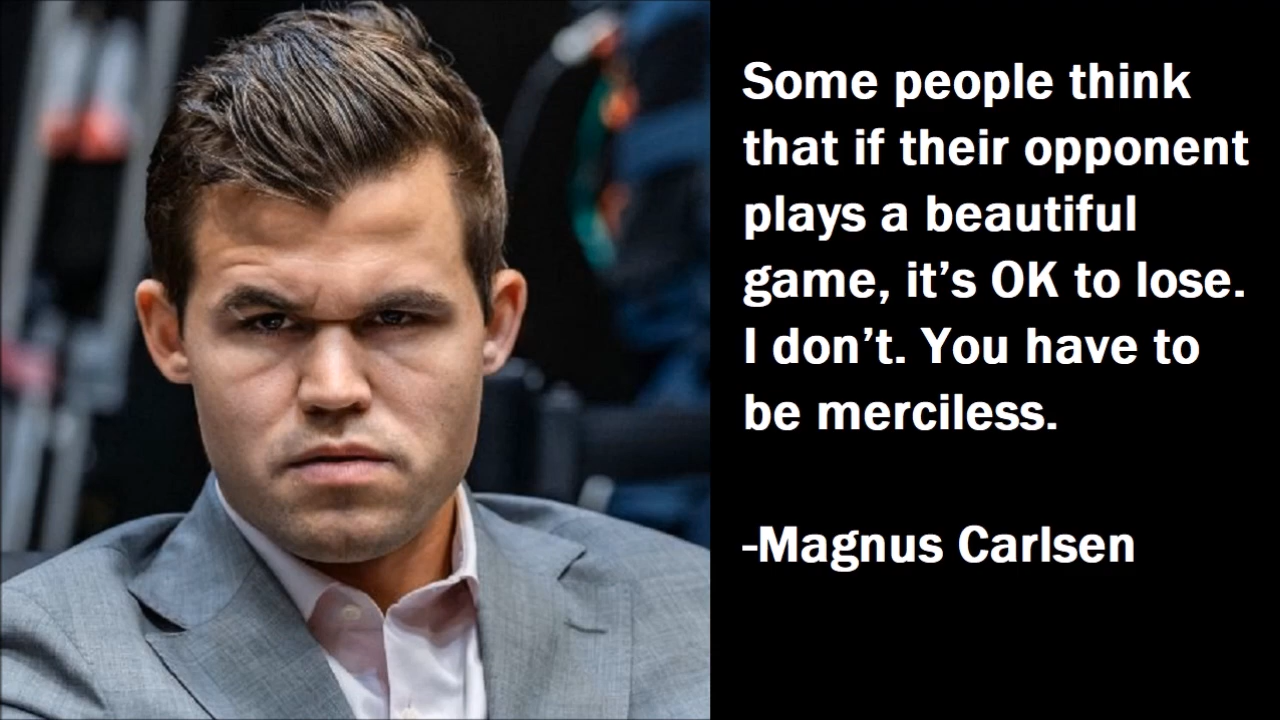 Some people think
that if their opponent
plays a beautiful
game, it’s OK to lose.
I don’t. You have to
be merciless.
-Magnus Carlsen